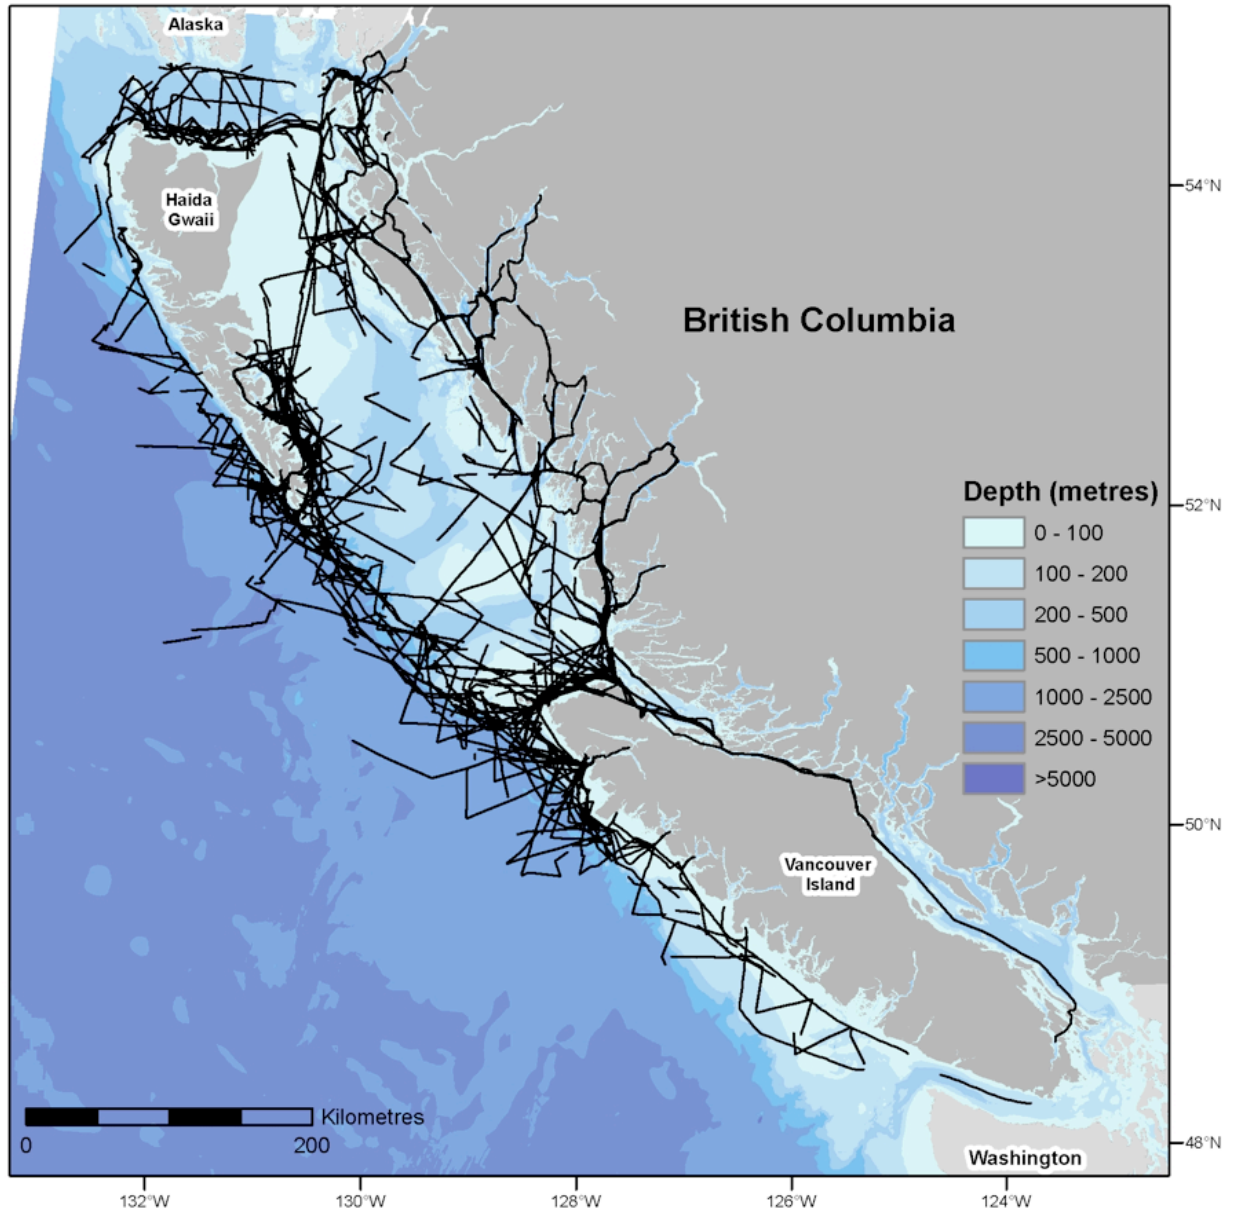 Alaska
54°N
Haida
Gwaii
British Columbia
Depth (metres)
0 - 100
52°N
100 - 200
200 - 500
500 - 1000
1000 - 2500
2500 - 5000
>5000
50°N
Vancouver
Island
Kilometres
0
200
48°N
Washington
132°W
130°W
128°W
126°W
124°W